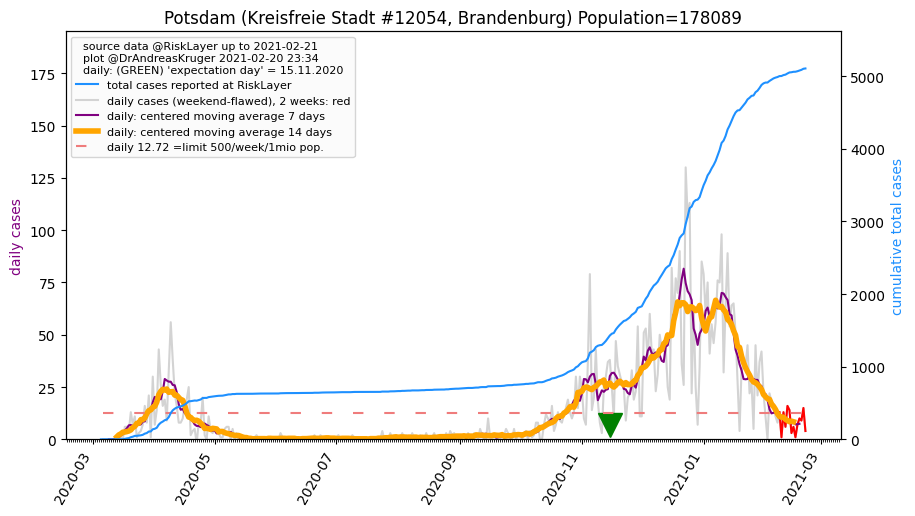 Potsdam (Kreisfreie Stadt #12054, Brandenburg) Population=178089
source data @RiskLayer up to 2021-02-21
plot @DrAndreasKruger 2021-02-20 23:34
daily: (GREEN) 'expectation day' = 15.11.2020
total cases reported at RiskLayer
daily cases (weekend-flawed), 2 weeks: red
daily: centered moving average 7 days
daily: centered moving average 14 days
daily 12.72 =limit 500/week/1mio pop.
daily cases
175
150
125
100
75
50
25
0
cumulative total cases
5000
4000
3000
2000
1000
0
2020-03
2020-05
2020-07
2020-09
2020-11
2021-01
2021-03